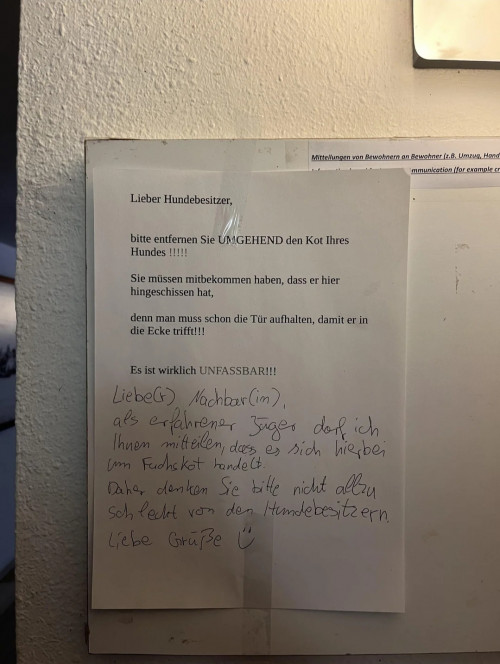 Mitteilungen von Bewohnern an Bewohner (z.B. Umzug, Hand
mmunication (for example cr
Lieber Hundebesitzer,
bitte entfernen Sie UMGEHEND den Kot Ihres
Hundes !!!!!
Sie müssen mitbekommen haben, dass er hier
hingeschissen hat,
denn man muss schon die Tür aufhalten, damit er in
die Ecke trifft!!!
Es ist wirklich UNFASSBAR!!!
Liebe(r) Nachbar(in),
als erfahrener Jäger darf ich
Ihnen mitteilen, dass es sich hierbei
um Fuchskot handelt.
Daher denken Sie bitte nicht allzu
schlecht von den Hundebesitzern.
Liebe Grüße